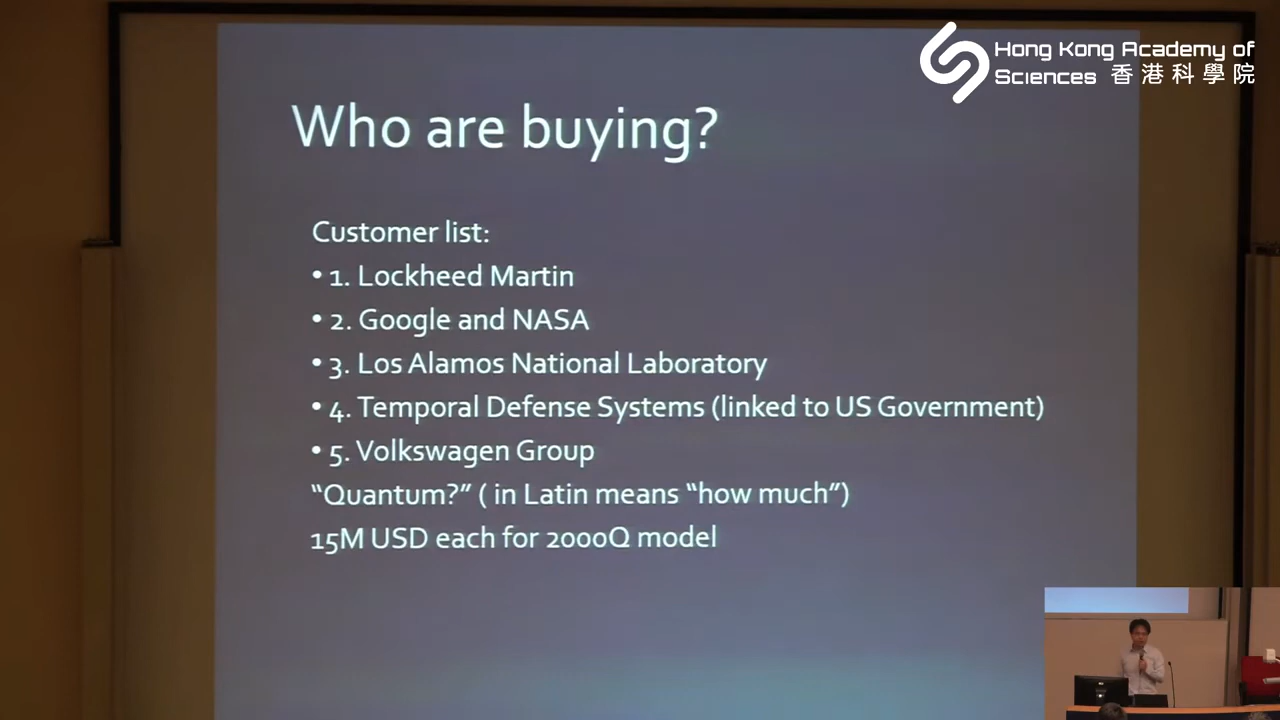 Hong Kong Academy of
Sciences 香港科學院
Who are buying?
Customer list:
• 1. Lockheed Martin
• 2. Google and NASA
• 3. Los Alamos National Laboratory
• 4. Temporal Defense Systems (linked to US Government)
• 5. Volkswagen Group
“Quantum?” ( in Latin means “how much”)
15M USD each for 2000Q model